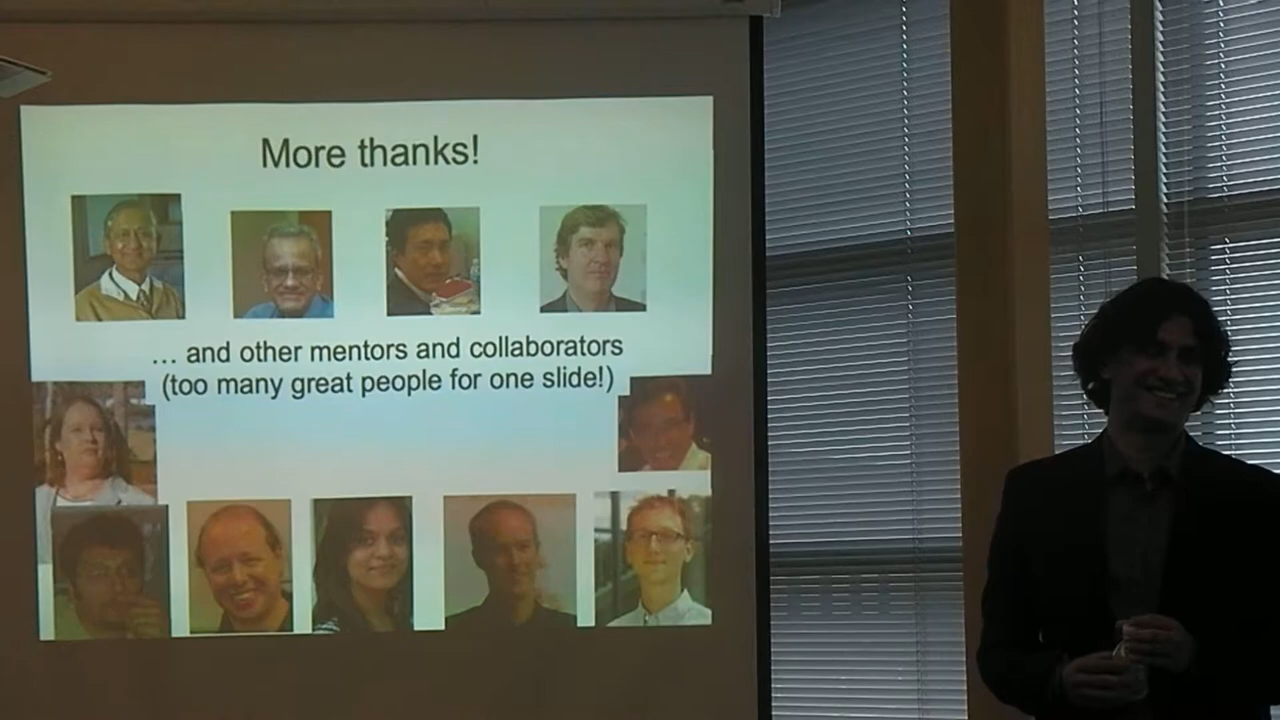 More thanks!
... and other mentors and collaborators
(too many great people for one slide!)